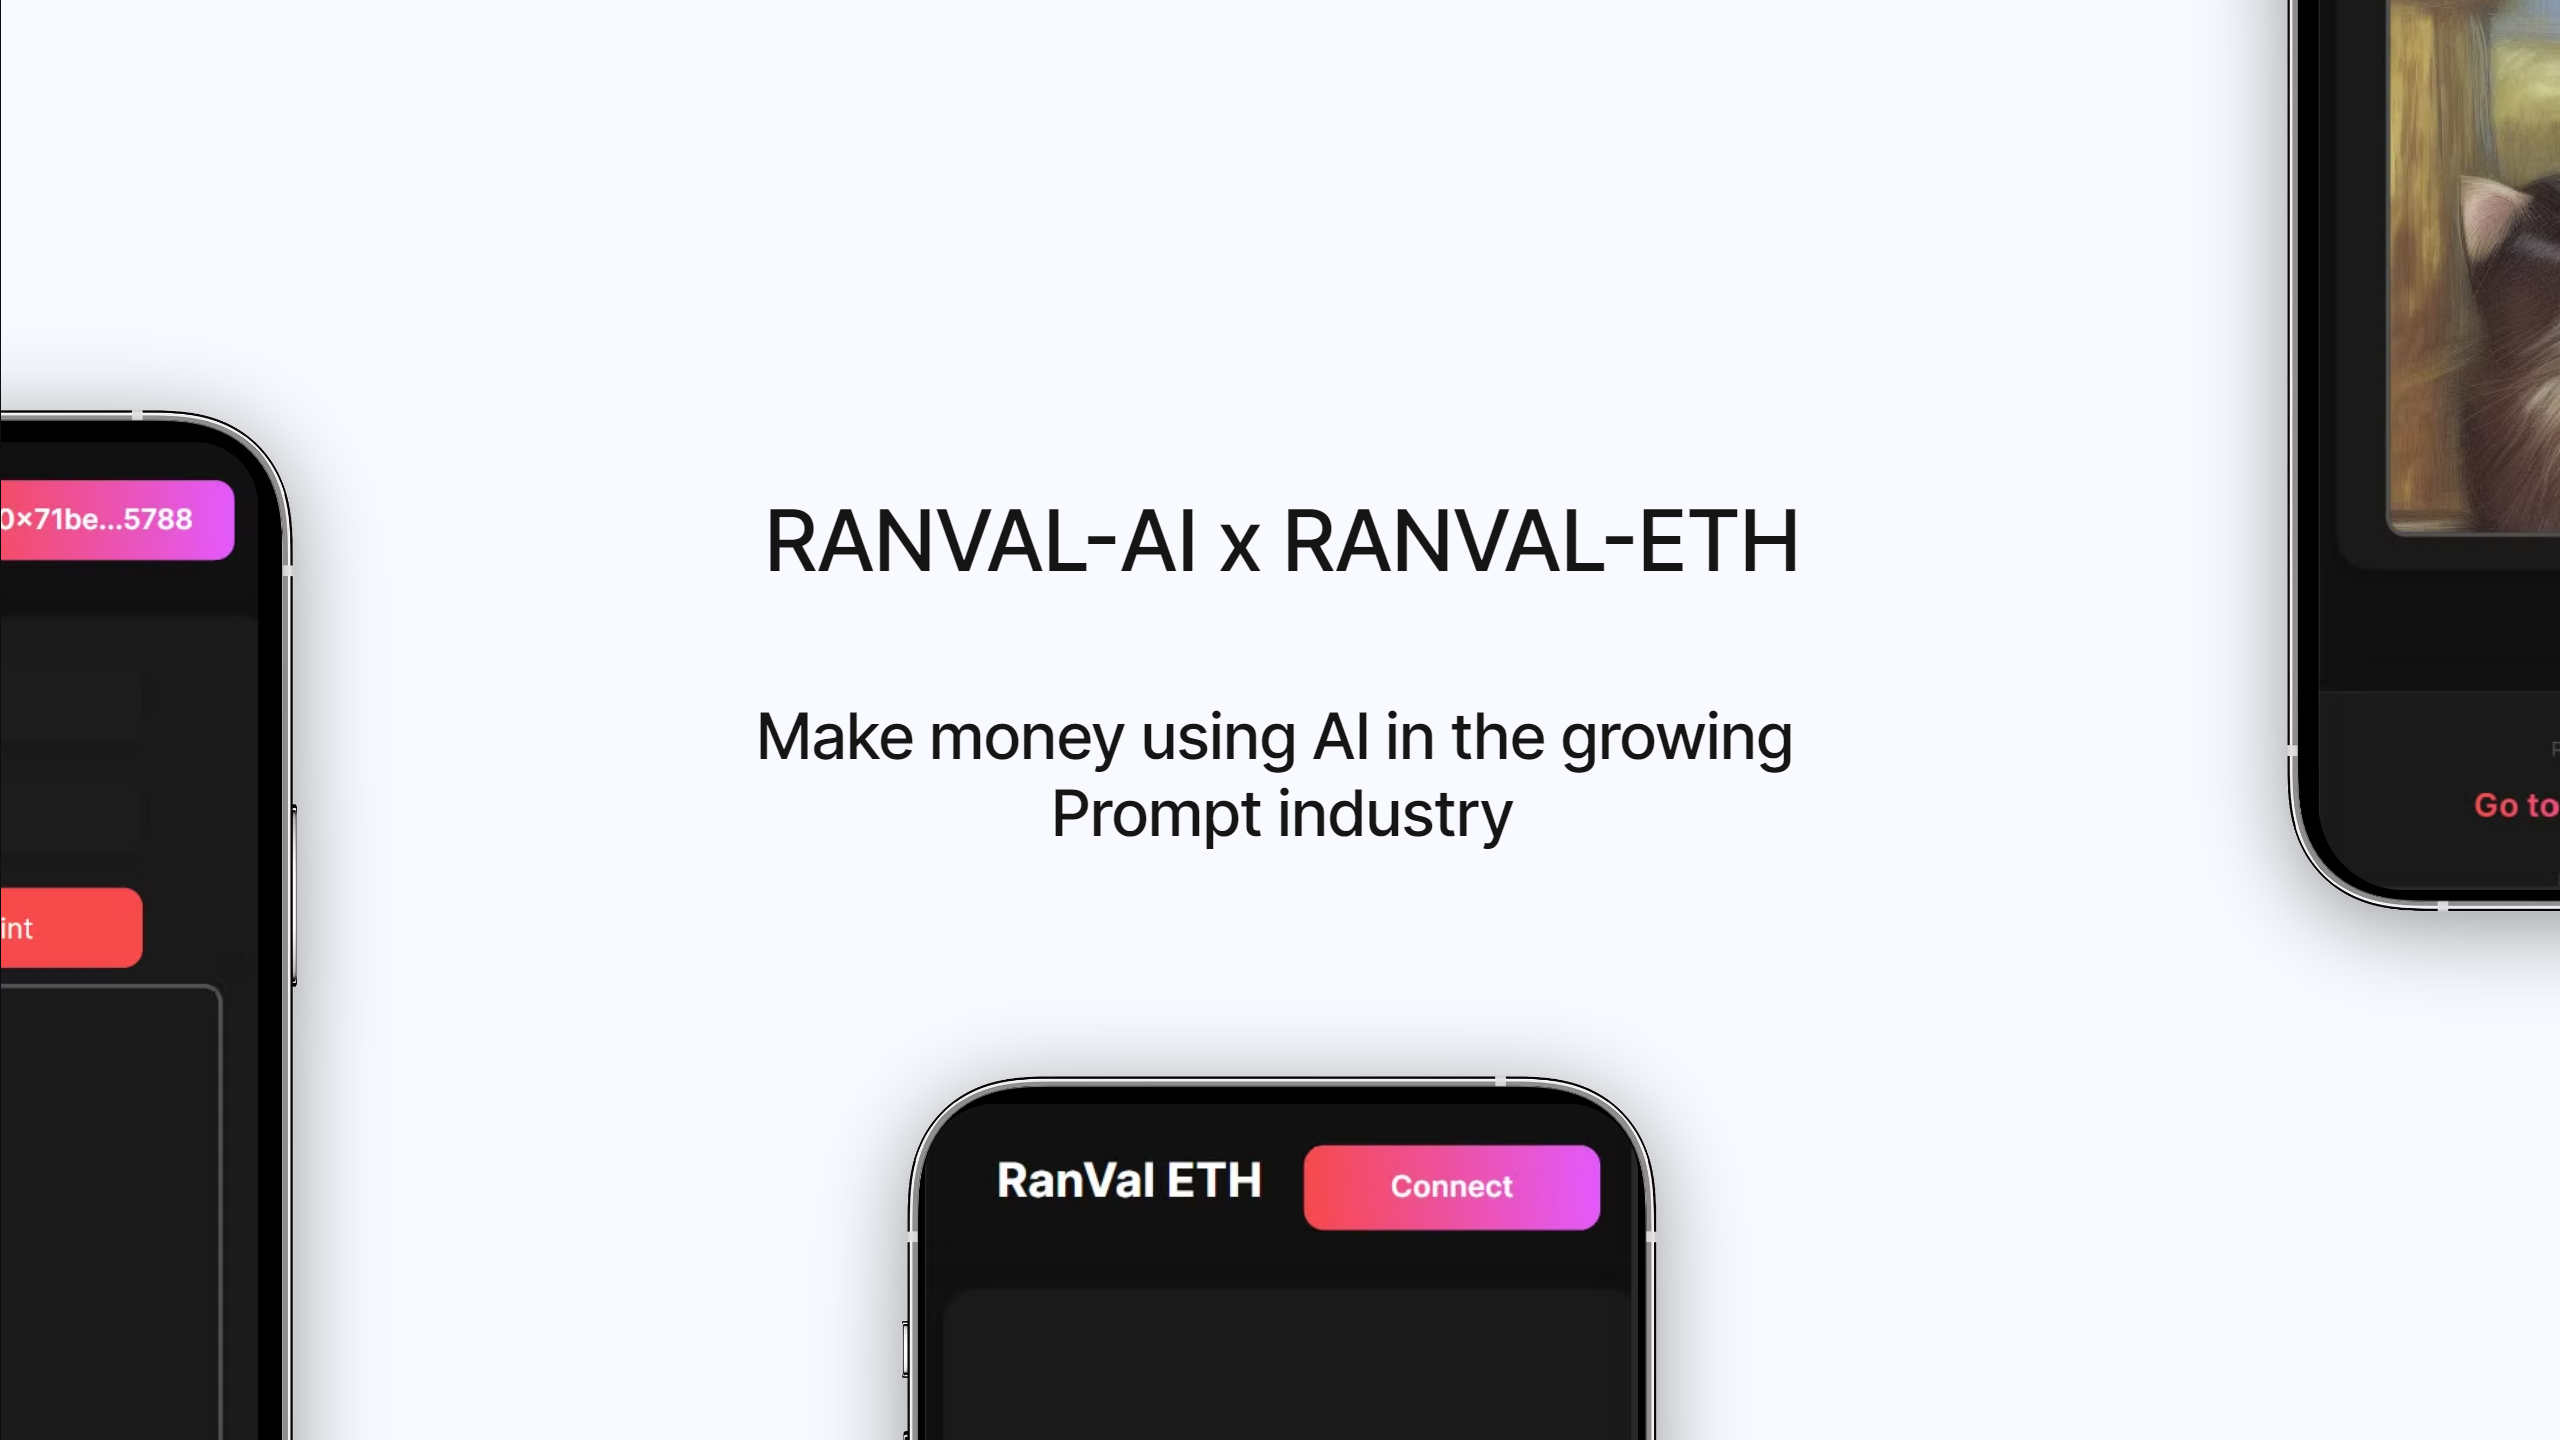 0x71be...5788
RANVAL-AI x RANVAL-ETH
Make money using AI in the growing
Prompt industry
Go to
int
RanVal ETH
Connect